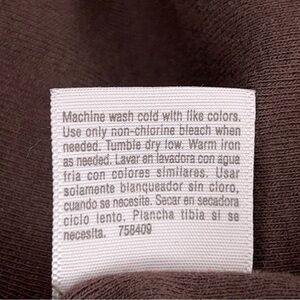 Machine wash cold with like colors.
Use only non-chlorine bleach when
needed. Tumble dry low. Warm iron
as needed. Lavar en lavadora con agua
fria con colores similares. Usar
solamente blanqueador sin cloro,
cuando se necesite. Secar en secadora
ciclo lento. Plancha tibia si se
necesita. 758409